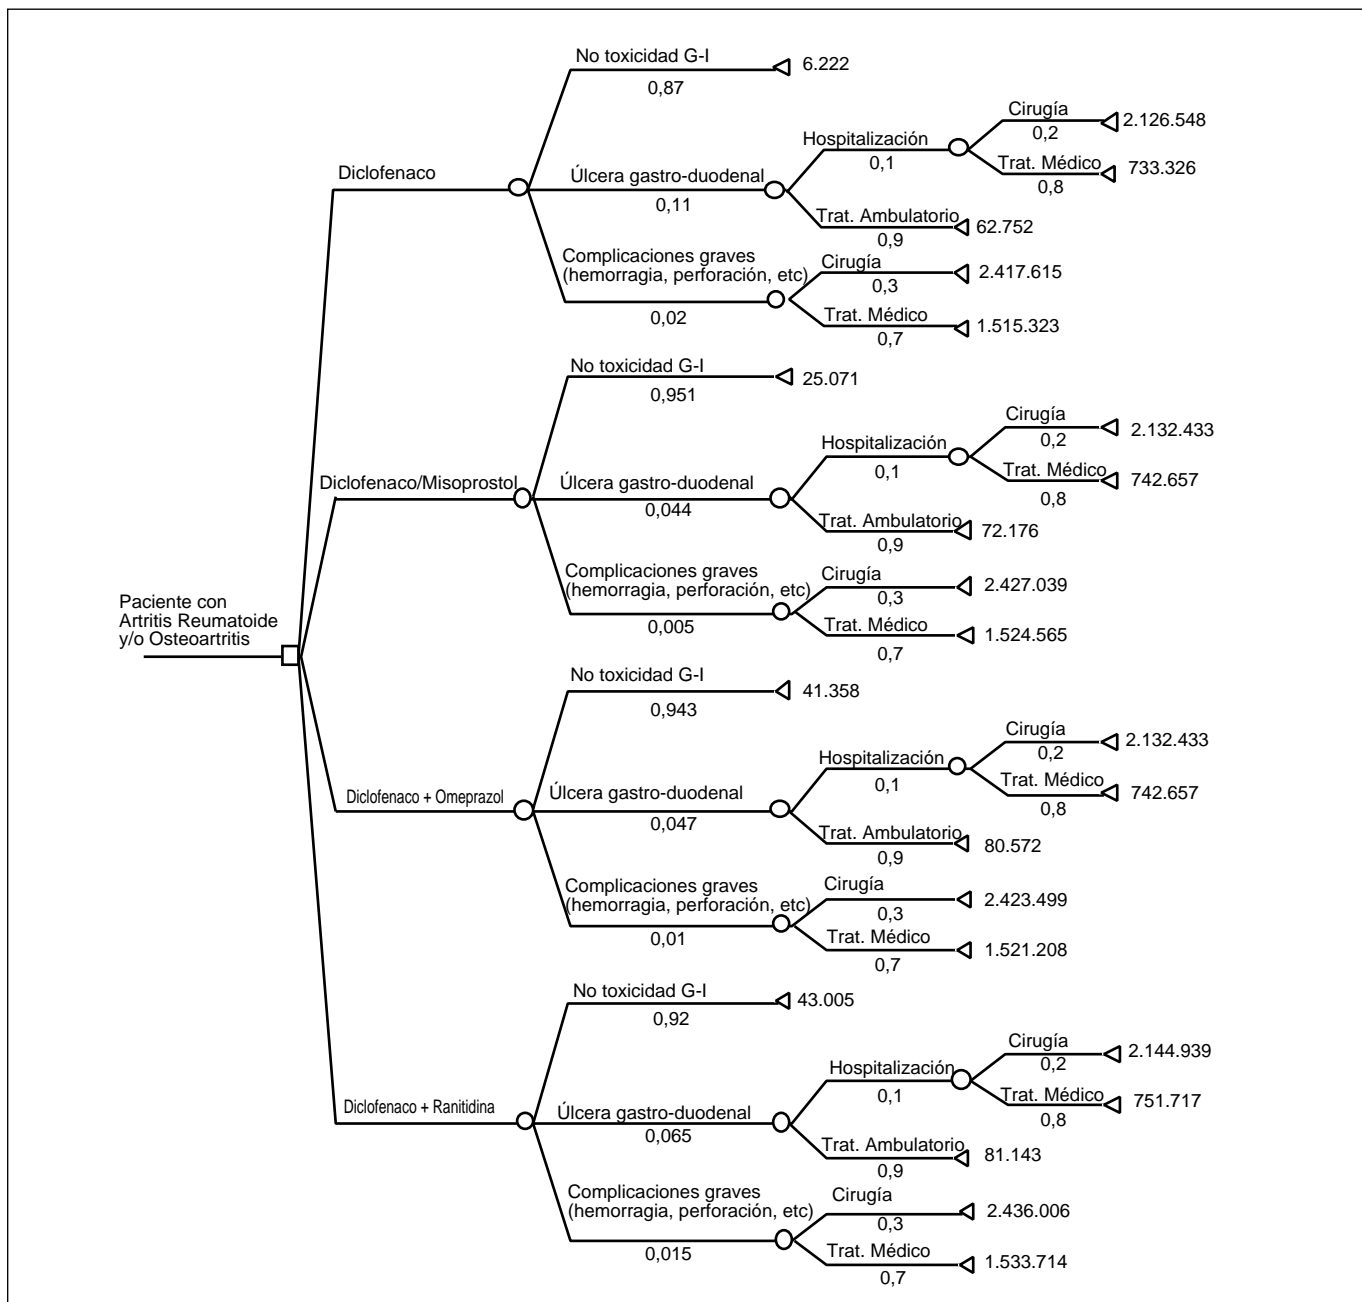 No toxicidad G-I
6.222
0,87
Cirugía
2.126.548
0,2
Hospitalización
0,1
Trat. Médico
733.326
0,8
Diclofenaco
Úlcera gastro-duodenal
0,11
Trat. Ambulatorio
62.752
0,9
Complicaciones graves
(hemorragia, perforación, etc)
Cirugía
2.417.615
0,3
0,02
Trat. Médico
1.515.323
0,7
No toxicidad G-I
25.071
0,951
Cirugía
2.132.433
0,2
Hospitalización
0,1
Trat. Médico
742.657
0,8
Diclofenaco/Misoprostol
Úlcera gastro-duodenal
0,044
Trat. Ambulatorio
72.176
0,9
Complicaciones graves
(hemorragia, perforación, etc)
Cirugía
2.427.039
0,3
0,005
Trat. Médico
1.524.565
0,7
Paciente con
Artritis Reumatoide
y/o Osteoartritis
No toxicidad G-I
41.358
0,943
Cirugía
2.132.433
0,2
Hospitalización
0,1
Trat. Médico
742.657
0,8
Diclofenaco + Omeprazol
Úlcera gastro-duodenal
0,047
Trat. Ambulatorio
80.572
0,9
Complicaciones graves
(hemorragia, perforación, etc)
Cirugía
2.423.499
0,3
0,01
Trat. Médico
1.521.208
0,7
No toxicidad G-I
43.005
0,92
Cirugía
2.144.939
0,2
Hospitalización
0,1
Trat. Médico
751.717
0,8
Diclofenaco + Ranitidina
Úlcera gastro-duodenal
0,065
Trat. Ambulatorio
81.143
0,9
Complicaciones graves
(hemorragia, perforación, etc)
Cirugía
2.436.006
0,3
0,015
Trat. Médico
1.533.714
0,7